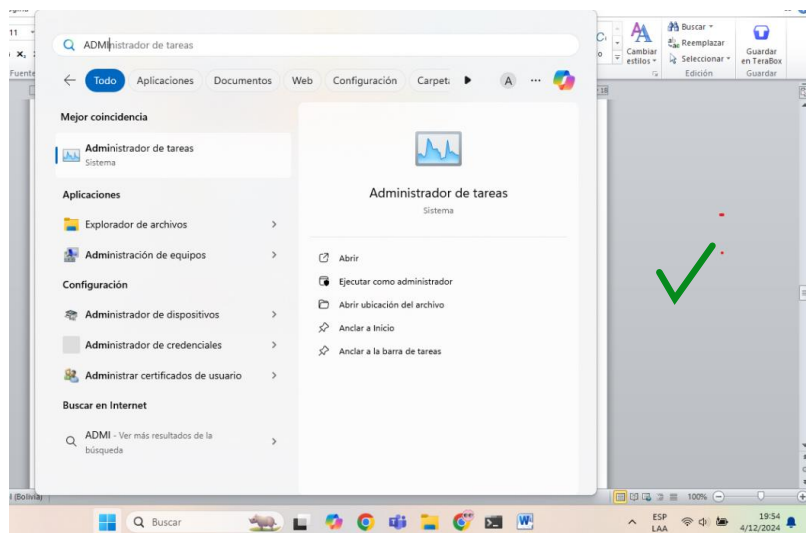 11
Buscar
Reemplazar
Seleccionar
Edición
Cambiar
estilos
Guardar
en TeraBox
Guardar
Fuente
ADMInistrador de tareas
Todo Aplicaciones Documentos Web Configuración Carpet A ...
Mejor coincidencia
Administrador de tareas
Sistema
Aplicaciones
Explorador de archivos
Administración de equipos
Configuración
Administrador de dispositivos
Administrador de credenciales
Administrar certificados de usuario
Buscar en Internet
ADMI - Ver más resultados de la
búsqueda
Administrador de tareas
Sistema
Abrir
Ejecutar como administrador
Abrir ubicación del archivo
Anclar a Inicio
Anclar a la barra de tareas
18
(Bolivia)
100%
Buscar
ESP
LAA
19:54
4/12/2024